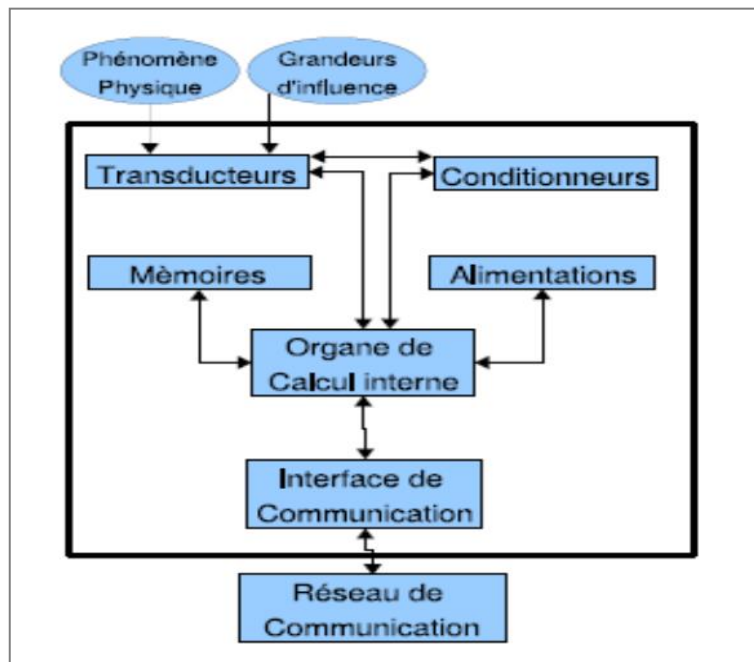 Phénomène
Physique
Grandeurs
d'influence
Transducteurs
Conditionneurs
Mèmoires
Alimentations
Organe de
Calcul interne
Interface de
Communication
Réseau de
Communication